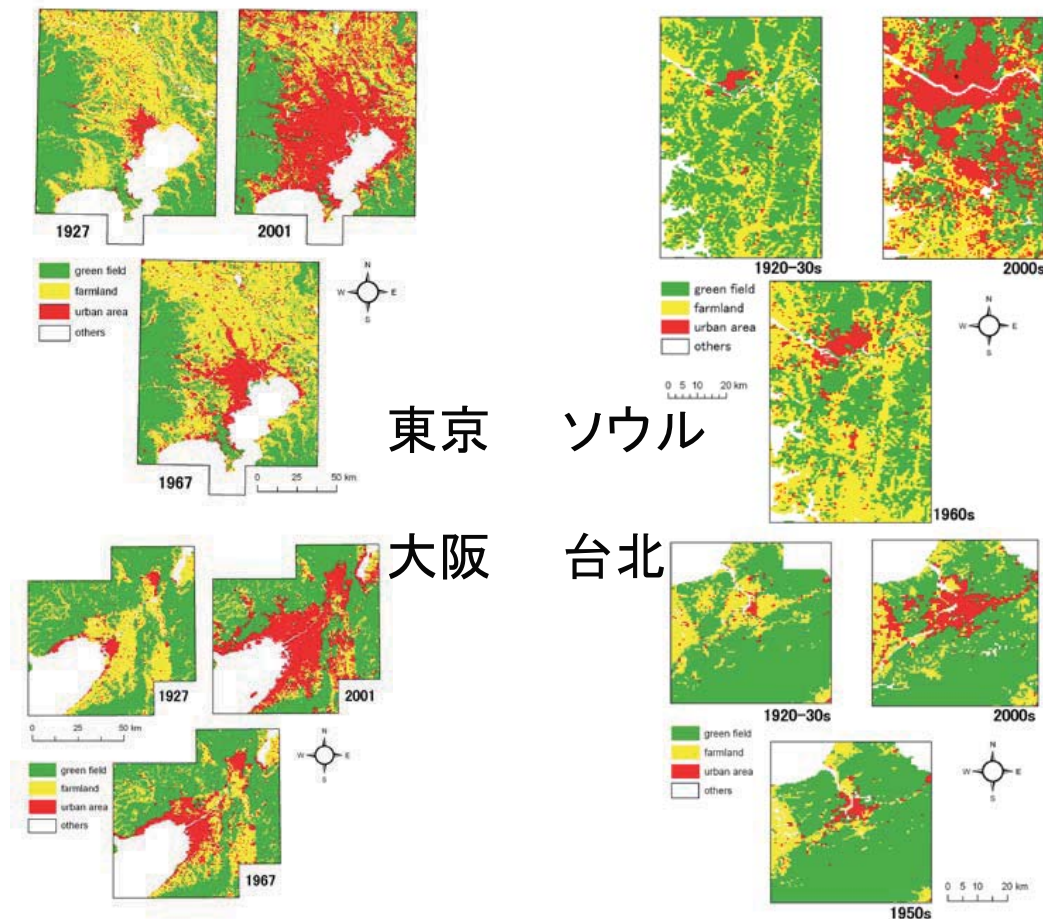 1927
2001
green field
farmland
urban area
others
N
W
E
S
1967
0 25 50 km
東京
1920-30s
2000s
green field
farmland
urban area
others
N
W
E
S
0 5 10 20 km
1960s
ソウル
大阪
1927
2001
0 25 50 km
green field
farmland
urban area
others
N
W
E
S
1967
台北
1920-30s
2000s
green field
farmland
urban area
others
N
W
E
S
1950s
0 5 10 20 km